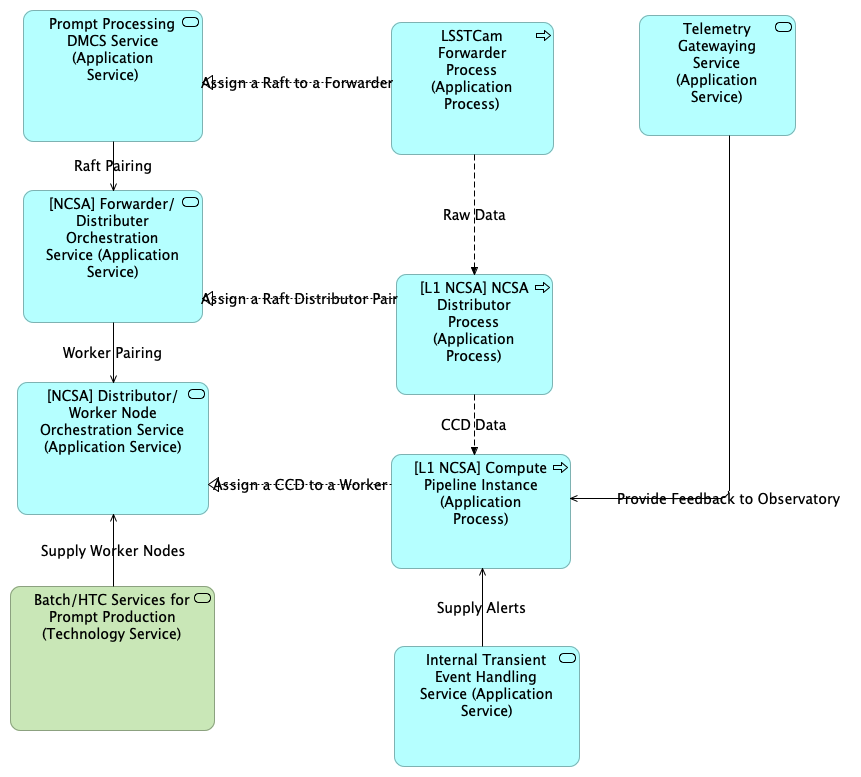 Prompt Processing
DMCS Service
(Application
Service)
LSSTCam
Forwarder
Process
(Application
Process)
Telemetry
Gatewaying
Service
(Application
Service)
Assign a Raft to a Forwarder
Raft Pairing
[NCSA] Forwarder/
Distributer
Orchestration
Service (Application
Service)
Raw Data
Assign a Raft Distributor Pair
[L1 NCSA] NCSA
Distributor
Process
(Application
Process)
Worker Pairing
[NCSA] Distributor/
Worker Node
Orchestration Service
(Application Service)
CCD Data
Assign a CCD to a Worker
[L1 NCSA] Compute
Pipeline Instance
(Application
Process)
Provide Feedback to Observatory
Supply Worker Nodes
Batch/HTC Services for
Prompt Production
(Technology Service)
Supply Alerts
Internal Transient
Event Handling
Service (Application
Service)